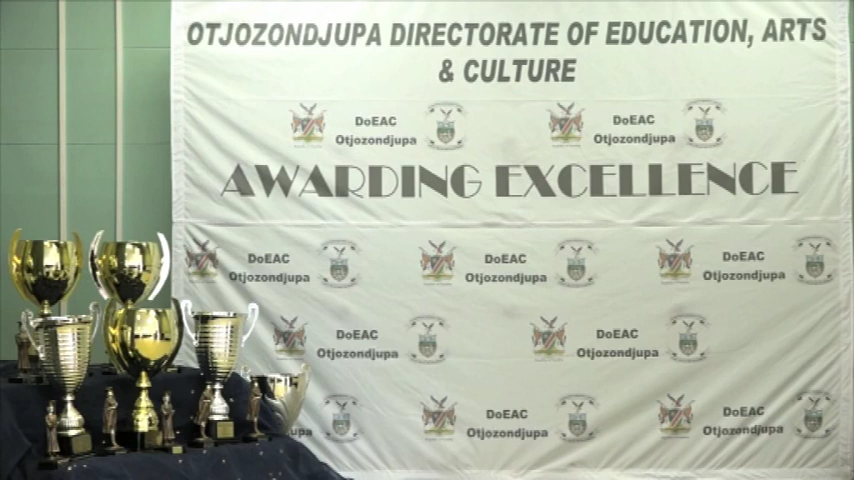 OTJOZONDJUPA DIRECTORATE OF EDUCATION, ARTS
& CULTURE
DoEAC
Otjozondjupa
DoEAC
Otjozondjupa
AWARDING EXCELLENCE
DoEAC
Otjozondjupa
DoEAC
Otjozondjupa
DoEAC
Otjozondjupa
DoEAC
Otjozondjupa
DoEAC
Otjozondjupa
upa
DoEAC
Otjozondjupa
DoEAC
Otjozondjupa